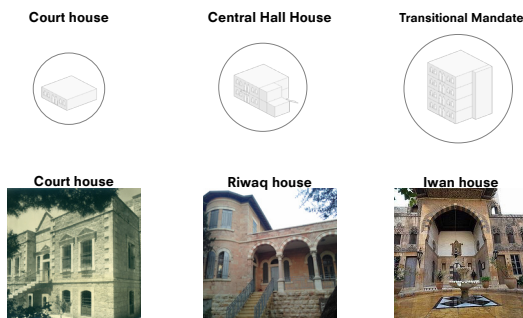 Court house
Central Hall House
Transitional Mandate
Court house
Riwaq house
Iwan house